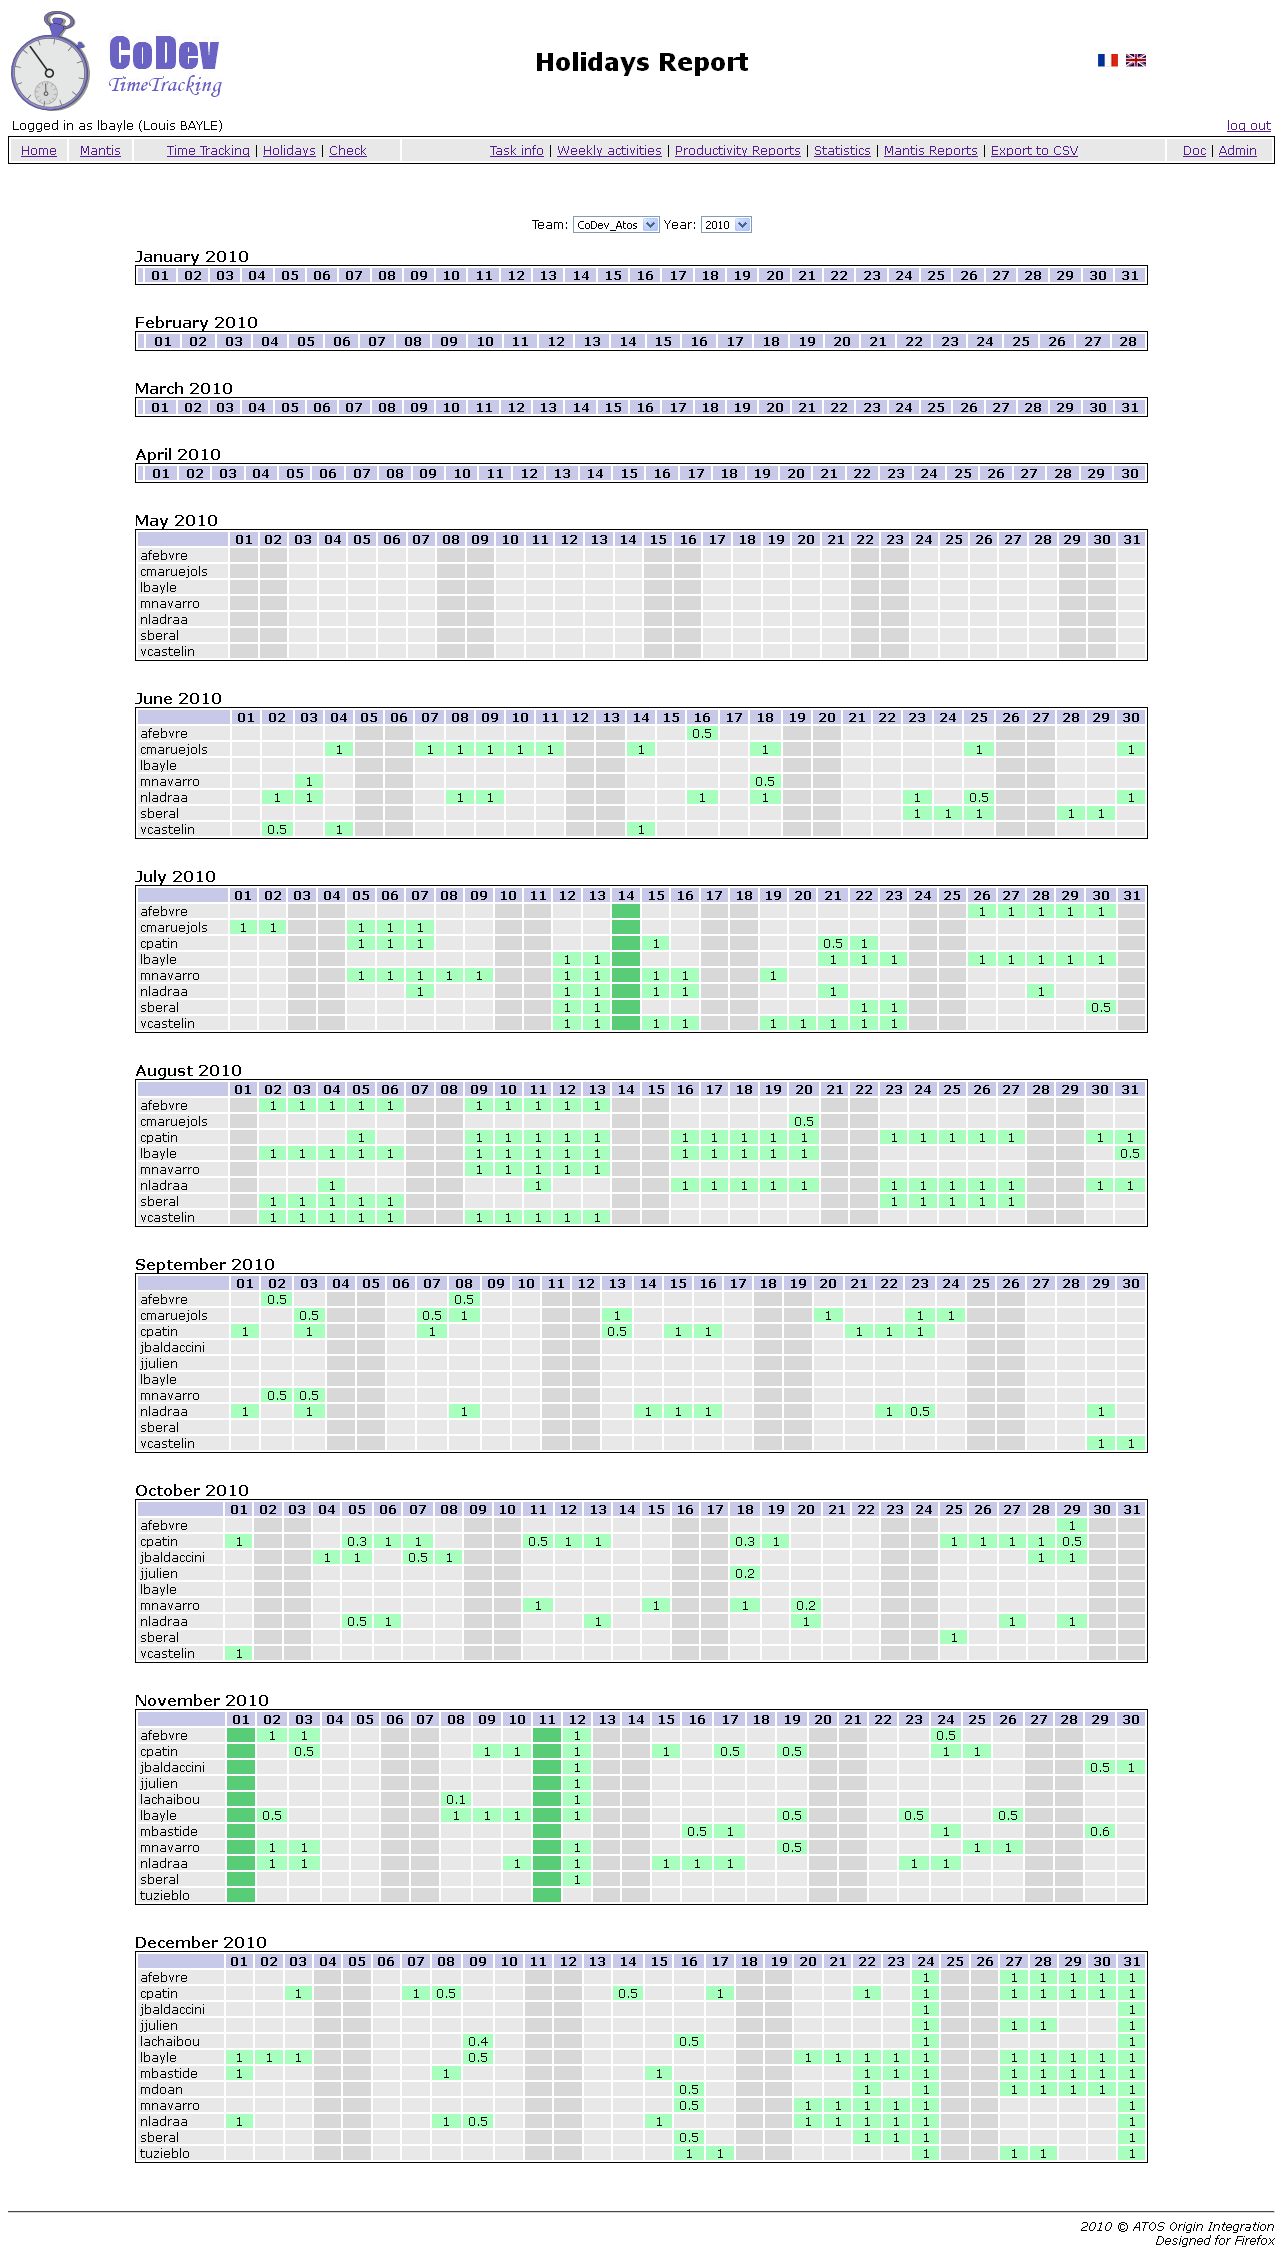 CoDev
TimeTracking
Holidays Report
Logged in as lbayle (Louis BAYLE) log out
Home Mantis Time Tracking | Holidays | Check Task info | Weekly activities | Productivity Reports | Statistics | Mantis Reports | Export to CSV Doc | Admin
Team: CoDev_Atos Year: 2010
January 2010
01 02 03 04 05 06 07 08 09 10 11 12 13 14 15 16 17 18 19 20 21 22 23 24 25 26 27 28 29 30 31
February 2010
01 02 03 04 05 06 07 08 09 10 11 12 13 14 15 16 17 18 19 20 21 22 23 24 25 26 27 28
March 2010
01 02 03 04 05 06 07 08 09 10 11 12 13 14 15 16 17 18 19 20 21 22 23 24 25 26 27 28 29 30 31
April 2010
01 02 03 04 05 06 07 08 09 10 11 12 13 14 15 16 17 18 19 20 21 22 23 24 25 26 27 28 29 30
May 2010
01 02 03 04 05 06 07 08 09 10 11 12 13 14 15 16 17 18 19 20 21 22 23 24 25 26 27 28 29 30 31
afebvre
cmaruejols
lbayle
mnavarro
nladraa
sberal
vcastelin
June 2010
01 02 03 04 05 06 07 08 09 10 11 12 13 14 15 16 17 18 19 20 21 22 23 24 25 26 27 28 29 30
afebvre 0.5
cmaruejols 1 1 1 1 1 1 1 1 1 1
lbayle
mnavarro 1 0.5
nladraa 1 1 1 1 1 1 1 0.5 1
sberal 1 1 1 1 1
vcastelin 0.5 1 1
July 2010
01 02 03 04 05 06 07 08 09 10 11 12 13 14 15 16 17 18 19 20 21 22 23 24 25 26 27 28 29 30 31
afebvre 1 1 1 1 1
cmaruejols 1 1 1 1 1
cpatin 1 1 1 1 0.5 1
lbayle 1 1 1 1 1 1 1 1 1 1
mnavarro 1 1 1 1 1 1 1 1 1 1
nladraa 1 1 1 1 1 1 1
sberal 1 1 1 1 0.5
vcastelin 1 1 1 1 1 1 1 1 1
August 2010
01 02 03 04 05 06 07 08 09 10 11 12 13 14 15 16 17 18 19 20 21 22 23 24 25 26 27 28 29 30 31
afebvre 1 1 1 1 1 1 1 1 1 1
cmaruejols 0.5
cpatin 1 1 1 1 1 1 1 1 1 1 1 1 1 1 1 1 1 1
lbayle 1 1 1 1 1 1 1 1 1 1 1 1 1 1 1 0.5
mnavarro 1 1 1 1 1
nladraa 1 1 1 1 1 1 1 1 1 1 1 1 1 1
sberal 1 1 1 1 1 1 1 1 1 1
vcastelin 1 1 1 1 1 1 1 1 1 1
September 2010
01 02 03 04 05 06 07 08 09 10 11 12 13 14 15 16 17 18 19 20 21 22 23 24 25 26 27 28 29 30
afebvre 0.5 0.5
cmaruejols 0.5 0.5 1 1 1 1 1
cpatin 1 1 1 0.5 1 1 1 1 1
jbaldaccini
jjulien
lbayle
mnavarro 0.5 0.5
nladraa 1 1 1 1 1 1 1 0.5 1
sberal
vcastelin 1 1
October 2010
01 02 03 04 05 06 07 08 09 10 11 12 13 14 15 16 17 18 19 20 21 22 23 24 25 26 27 28 29 30 31
afebvre 1
cpatin 1 0.3 1 1 0.5 1 1 0.3 1 1 1 1 1 0.5
jbaldaccini 1 1 0.5 1 1 1
jjulien 0.2
lbayle
mnavarro 1 1 1 0.2
nladraa 0.5 1 1 1 1 1
sberal 1
vcastelin 1
November 2010
01 02 03 04 05 06 07 08 09 10 11 12 13 14 15 16 17 18 19 20 21 22 23 24 25 26 27 28 29 30
afebvre 1 1 1 0.5
cpatin 0.5 1 1 1 1 0.5 0.5 1 1
jbaldaccini 1 0.5 1
jjulien 1
lachaibou 0.1 1
lbayle 0.5 1 1 1 1 0.5 0.5 0.5
mbastide 0.5 1 1 0.6
mnavarro 1 1 1 0.5 1 1
nladraa 1 1 1 1 1 1 1 1 1
sberal 1
tuzieblo
December 2010
01 02 03 04 05 06 07 08 09 10 11 12 13 14 15 16 17 18 19 20 21 22 23 24 25 26 27 28 29 30 31
afebvre 1 1 1 1 1 1
cpatin 1 1 0.5 0.5 1 1 1 1 1 1 1 1
jbaldaccini 1 1
jjulien 1 1 1 1
lachaibou 0.4 0.5 1 1
lbayle 1 1 1 0.5 1 1 1 1 1 1 1 1 1 1
mbastide 1 1 1 1 1 1 1 1 1 1 1
mdoan 0.5 1 1 1 1 1 1 1
mnavarro 0.5 1 1 1 1 1 1
nladraa 1 1 0.5 1 1 1 1 1 1 1
sberal 0.5 1 1 1 1
tuzieblo 1 1 1 1 1 1
2010 © ATOS Origin Integration
Designed for Firefox